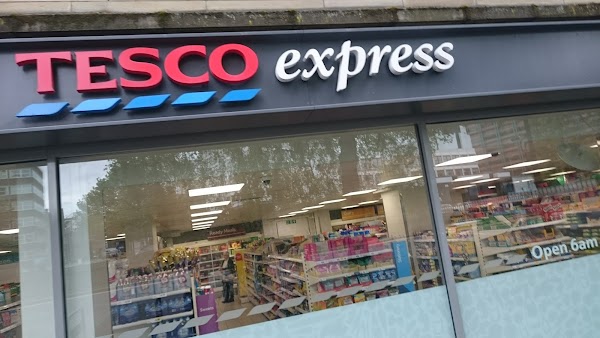 TESCO express
Open 6am